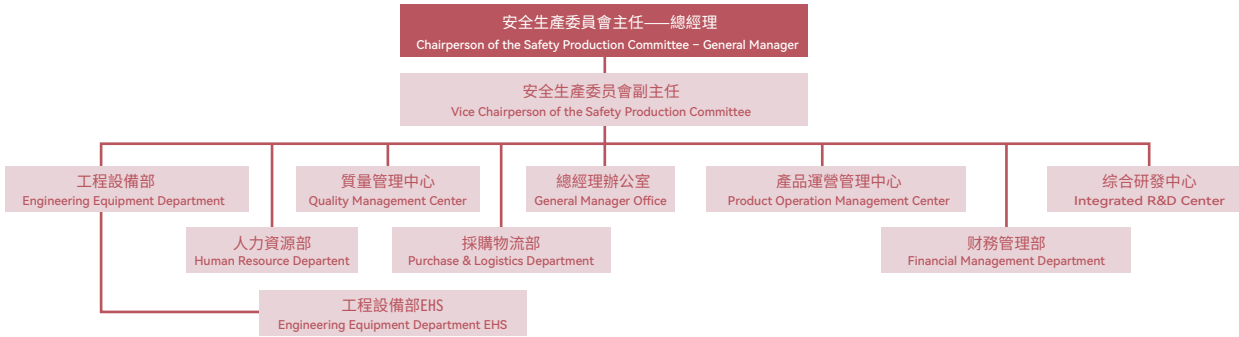 安全生產委員會主任——總經理
Chairperson of the Safety Production Committee – General Manager
安全生產委员會副主任
Vice Chairperson of the Safety Production Committee
工程設備部
Engineering Equipment Department
質量管理中心
Quality Management Center
總經理辦公室
General Manager Office
產品運營管理中心
Product Operation Management Center
综合研發中心
Integrated R&D Center
人力資源部
Human Resource Departent
採購物流部
Purchase & Logistics Department
财務管理部
Financial Management Department
工程設備部EHS
Engineering Equipment Department EHS